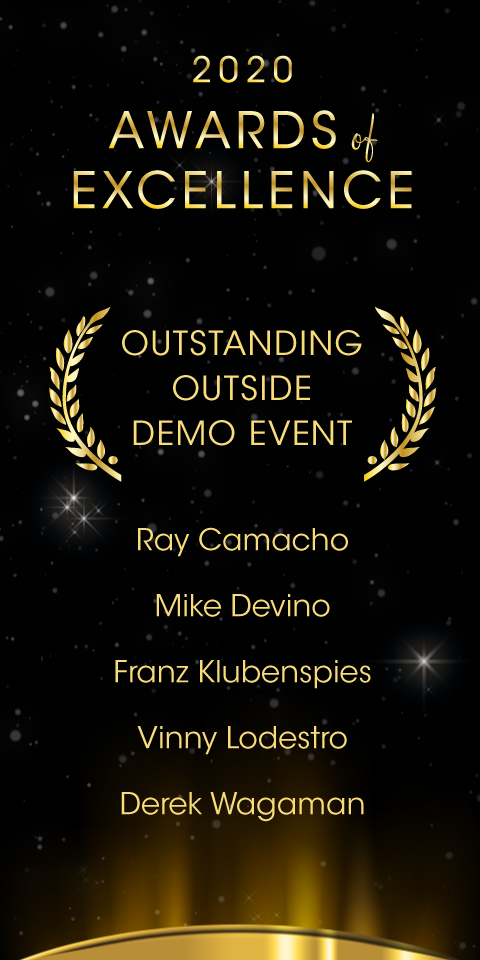 2020
AWARDS of
EXCELLENCE
OUTSTANDING
OUTSIDE
DEMO EVENT
Ray Camacho
Mike Devino
Franz Klubenspies
Vinny Lodestro
Derek Wagaman